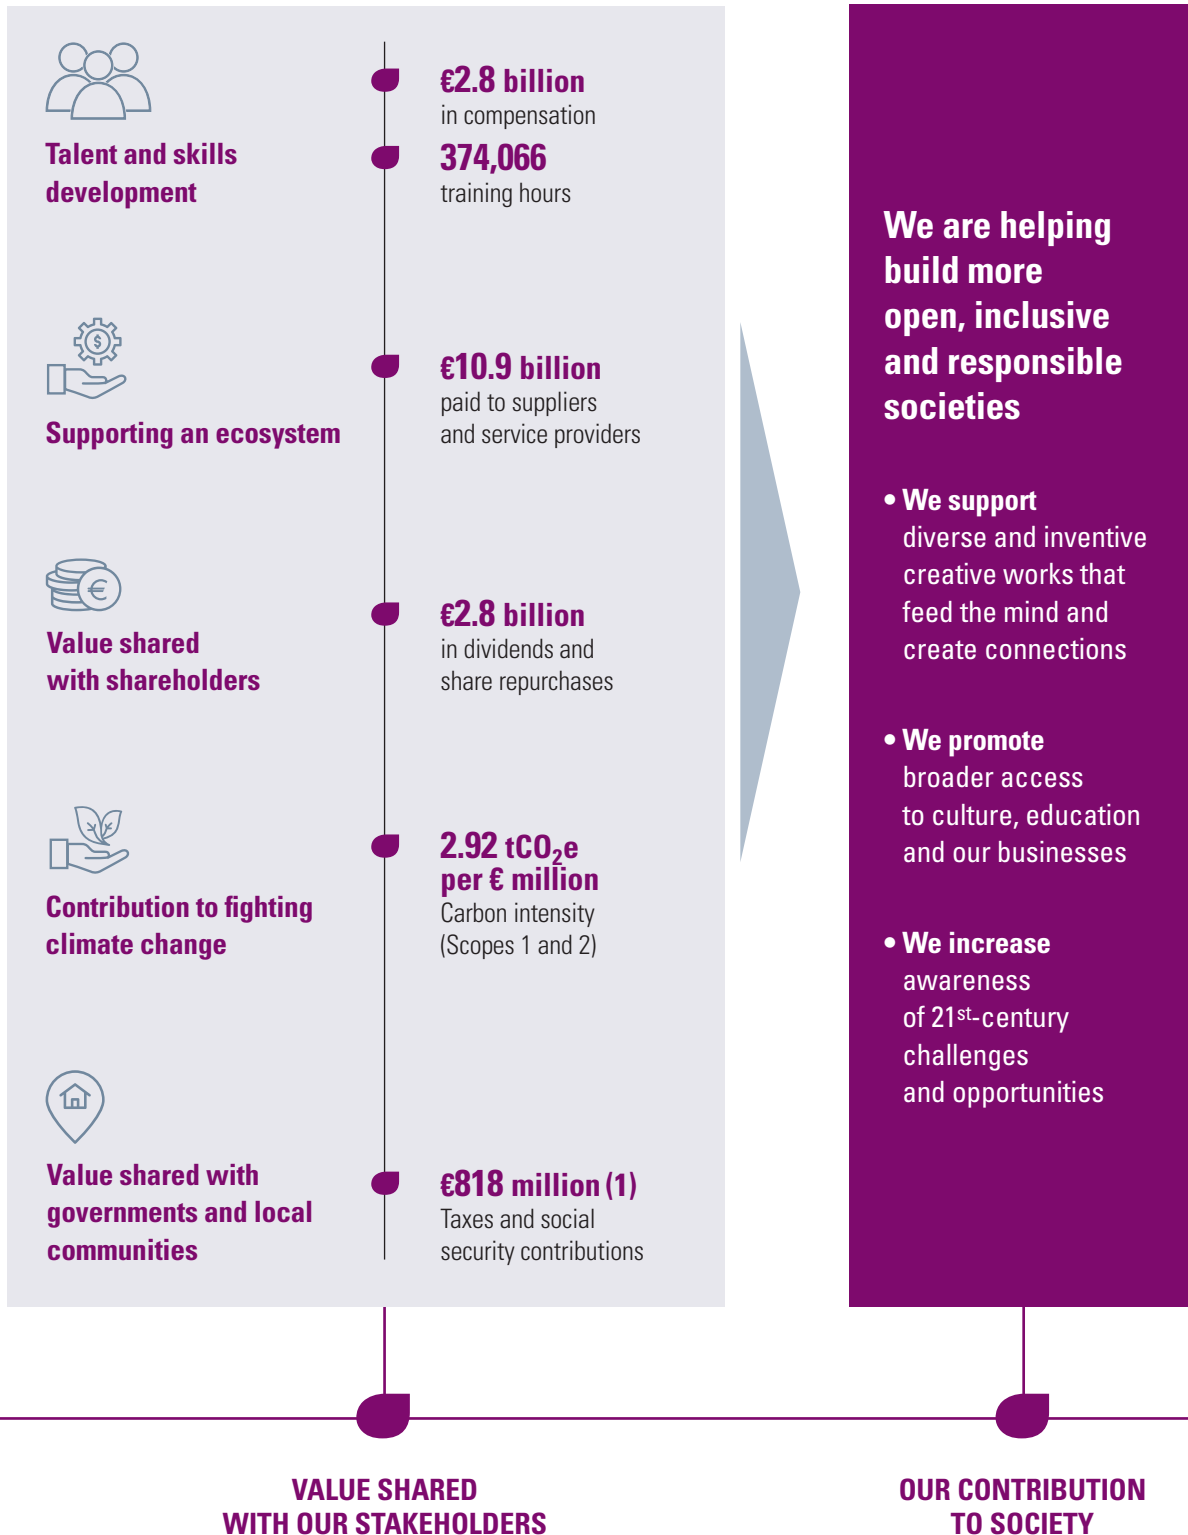 Talent and skills
development
€2.8 billion
in compensation
374,066
training hours
Supporting an ecosystem
€10.9 billion
paid to suppliers
and service providers
Value shared
with shareholders
€2.8 billion
in dividends and
share repurchases
Contribution to fighting
climate change
2.92 tCO₂e
per € million
Carbon intensity
(Scopes 1 and 2)
Value shared with
governments and local
communities
€818 million (1)
Taxes and social
security contributions
VALUE SHARED
WITH OUR STAKEHOLDERS
We are helping
build more
open, inclusive
and responsible
societies
• We support
diverse and inventive
creative works that
feed the mind and
create connections
• We promote
broader access
to culture, education
and our businesses
• We increase
awareness
of 21st-century
challenges
and opportunities
OUR CONTRIBUTION
TO SOCIETY